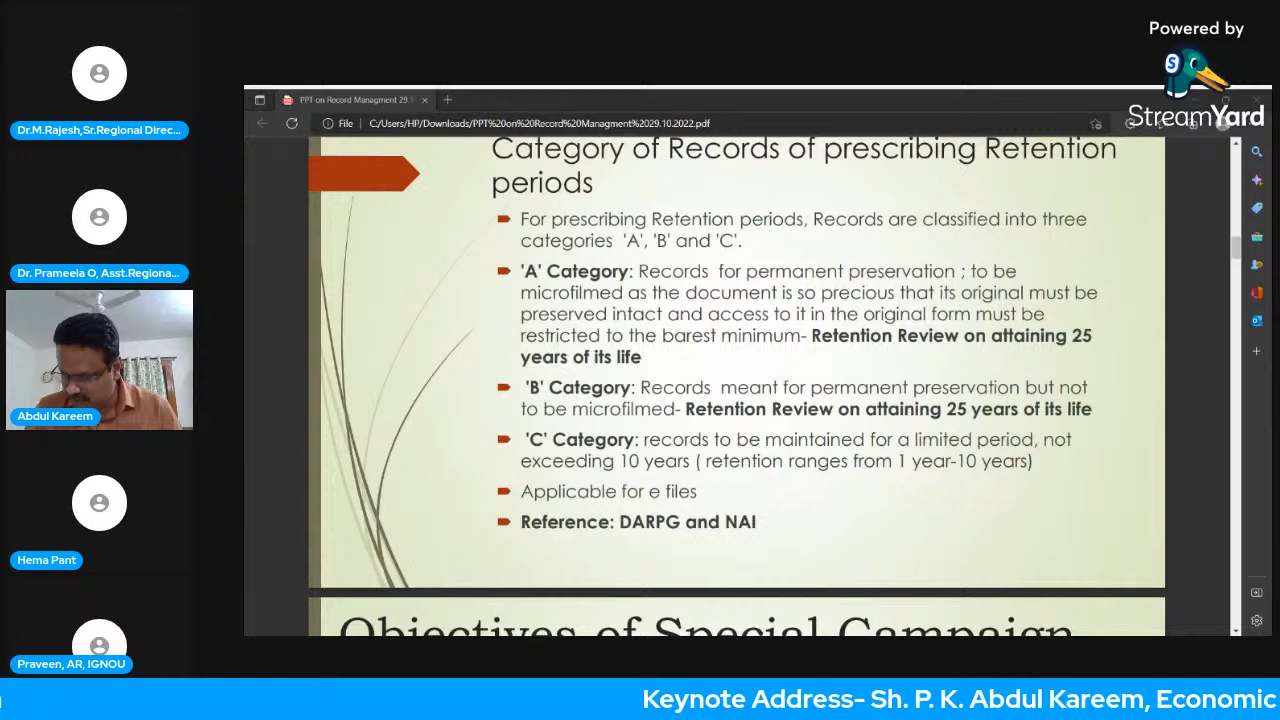 Powered by
StreamYard
Dr.M.Rajesh,Sr.Regional Direc...
Dr. Prameela O, Asst.Regiona...
Abdul Kareem
Hema Pant
Praveen, AR, IGNOU
PPT on Record Managment 29.1
File
C:/Users/HP/Downloads/PPT%20on%20Record%20Managment%2029.10.2022.pdf
Category of Records of prescribing Retention
periods
For prescribing Retention periods, Records are classified into three
categories 'A', 'B' and 'C'.
'A' Category: Records for permanent preservation ; to be
microfilmed as the document is so precious that its original must be
preserved intact and access to it in the original form must be
restricted to the barest minimum- Retention Review on attaining 25
years of its life
'B' Category: Records meant for permanent preservation but not
to be microfilmed- Retention Review on attaining 25 years of its life
'C' Category: records to be maintained for a limited period, not
exceeding 10 years ( retention ranges from 1 year-10 years)
Applicable for e files
Reference: DARPG and NAI
Objectives of Special Campaign
Keynote Address- Sh. P. K. Abdul Kareem, Economic